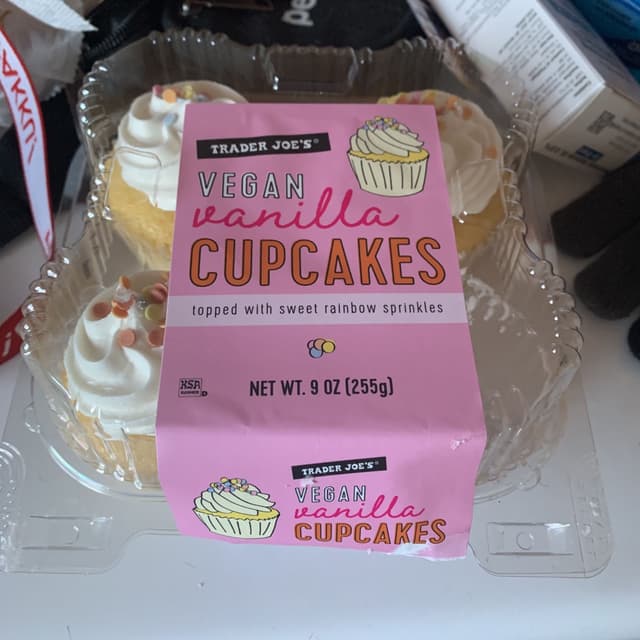 TRADER JOE'S®
VEGAN
vanilla
CUPCAKES
topped with sweet rainbow sprinkles
KSA
NET WT. 9 OZ (255g)
TRADER JOE'S®
VEGAN
vanilla
CUPCAKES